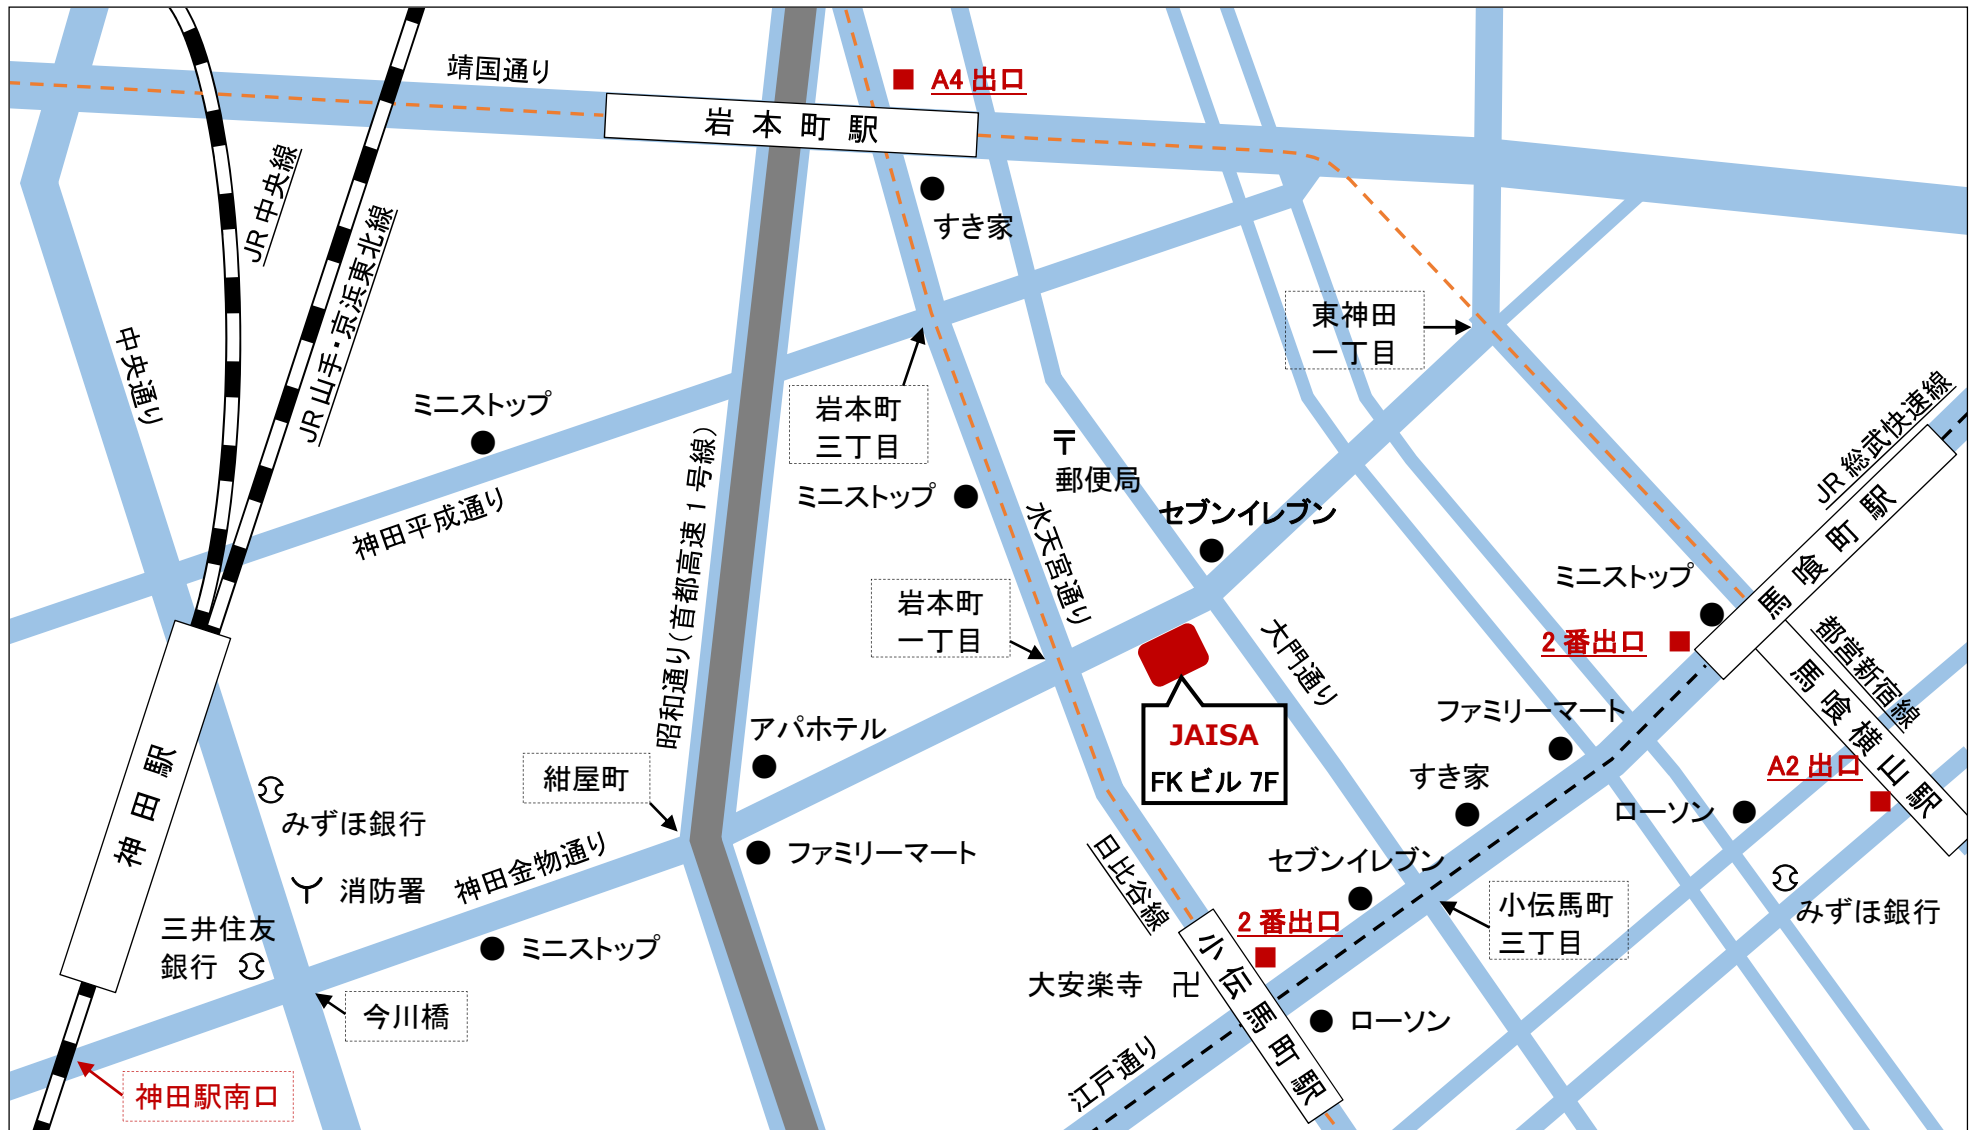 靖国通り
A4 出口
岩本町駅
JR 中央線
すき家
JR 山手・京浜東北線
東神田
一丁目
中央通り
ミニストップ
岩本町
三丁目
JR 総武快速線
〒
郵便局
ミニストップ
セブンイレブン
神田平成通り
水天宮通り
昭和通り(首都高速1号線)
馬喰町駅
ミニストップ
岩本町
一丁目
2 番出口
大門通り
都営新宿線
馬喰横山駅
ファミリーマート
アパホテル
JAISA
FK ビル 7F
神田駅
紺屋町
A2 出口
すき家
ローソン
みずほ銀行
ファミリーマート
神田金物通り
セブンイレブン
日比谷線
消防署
小伝馬町
三丁目
みずほ銀行
三井住友
銀行
ミニストップ
2 番出口
小伝馬町駅
大安楽寺 卍
今川橋
ローソン
江戸通り
神田駅南口